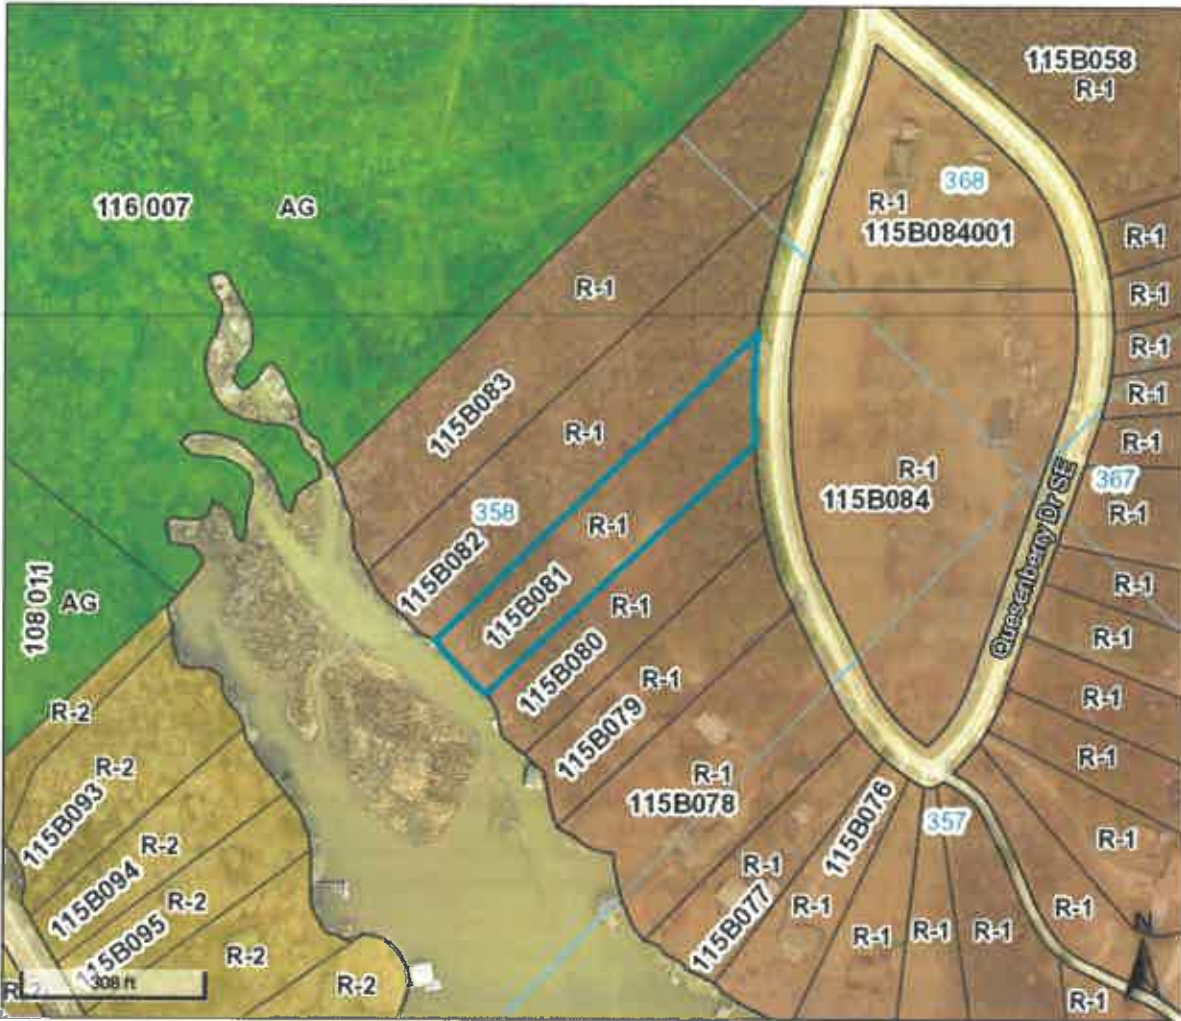 115B058
R-1
368
R-1
115B084001
116 007
AG
R-1
R-1
R-1
R-1
R-1
R-1
115B083
R-1
R-1
115B084
367
Quesenberry Dr SE
R-1
358
115B082
R-1
115B081
R-1
108 011
AG
R-1
115B080
R-1
R-1
115B079
R-2
R-1
R-1
R-2
115B093
R-1
115B078
115B076
357
R-2
115B094
R-1
R-1
R-2
115B095
115B077
R-1
R-1
R-1
R-1
R-1
N
R-2
308 ft
R-2
R-1